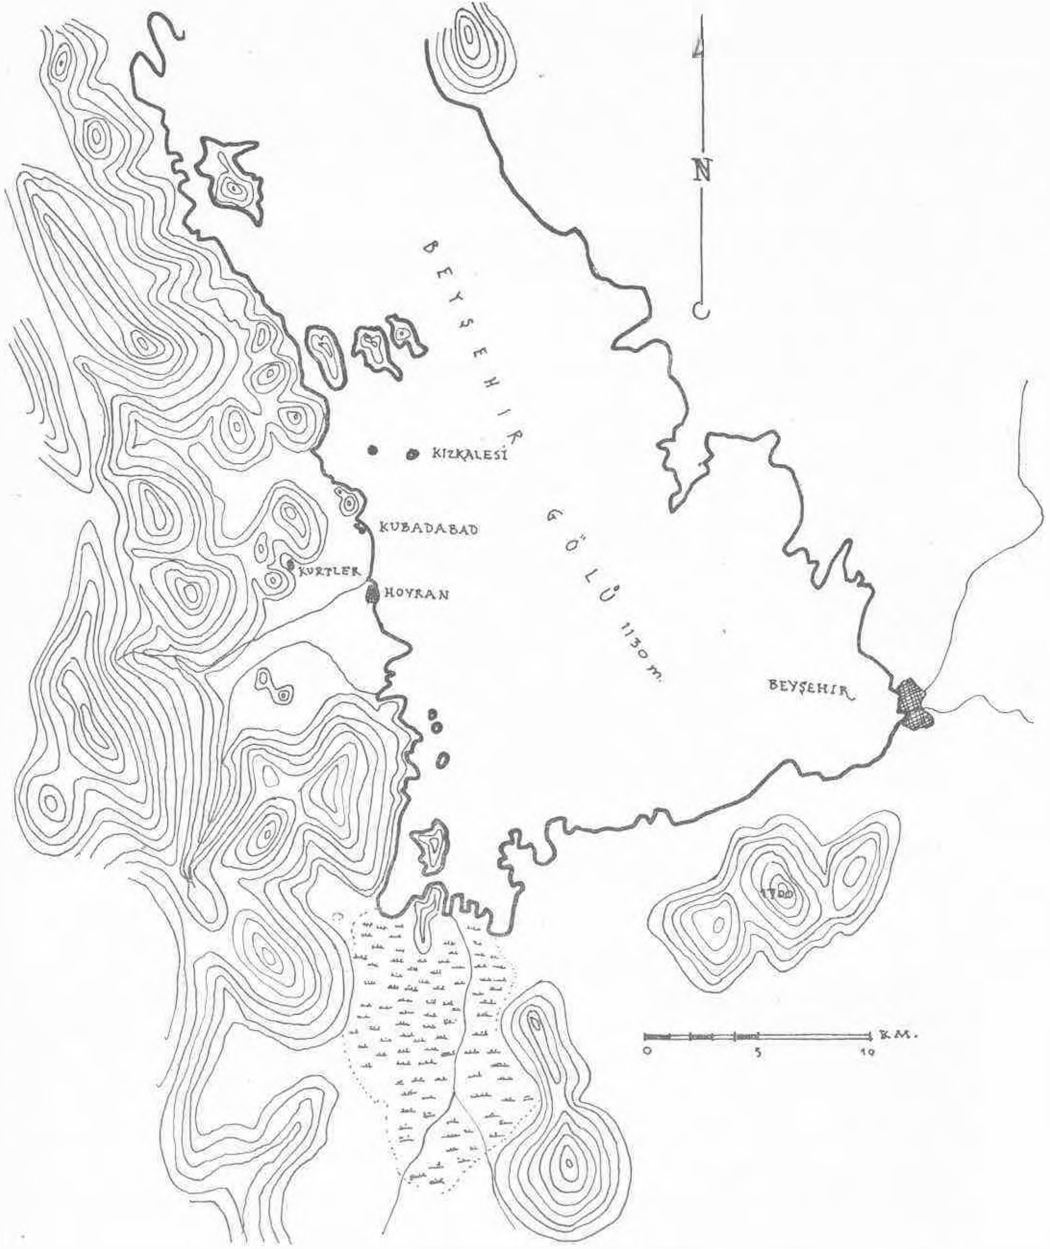 N
BEYŞEHIR
KIZKALESİ
KUBADABAD
GÖLÜ 1130 m.
KURTLER
HOYRAN
BEYŞEHIR
1700
KM.
0 5 10